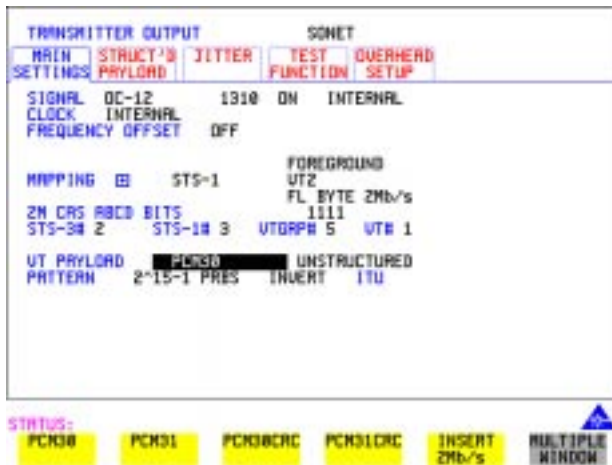 TRANSMITTER OUTPUT SONET
MAIN SETTINGS STRUCT'D PAYLOAD JITTER TEST FUNCTION OVERHEAD SETUP
SIGNAL OC-12 1310 ON INTERNAL
CLOCK INTERNAL
FREQUENCY OFFSET OFF
FOREGROUND
MAPPING STS-1 VT2
FL BYTE 2Mb/s
2M CAS ABCD BITS 1111
STS-3# 2 STS-1# 3 VTGRP# 5 VT# 1
VT PAYLOAD PCM30 UNSTRUCTURED
PATTERN 2^15-1 PRBS INVERT ITU
STATUS:
PCM30 PCM31 PCM30CRC PCM31CRC INSERT 2Mb/s MULTIPLE WINDOW